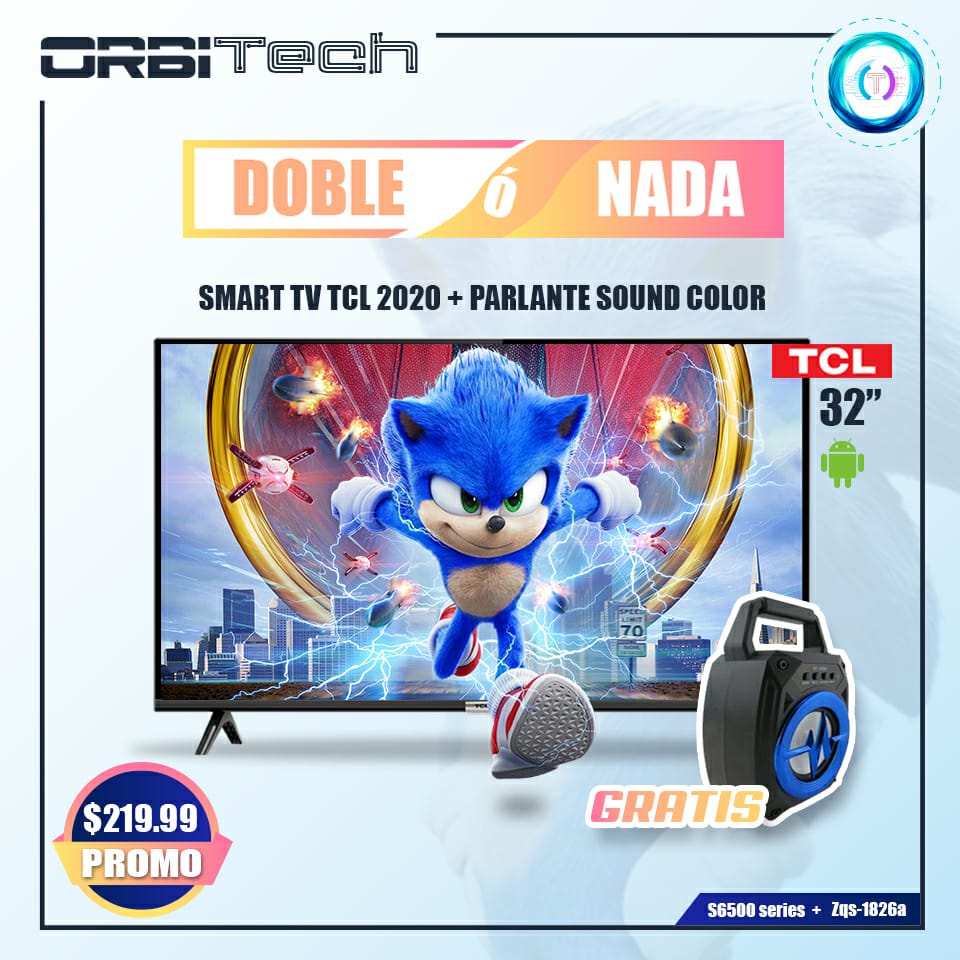 ORBITech
T
DOBLE ó NADA
SMART TV TCL 2020 + PARLANTE SOUND COLOR
TCL
32”
SPEED
LIMIT
70
TCL
GRATIS
$219.99
PROMO
S6500 series + Zqs-1826a